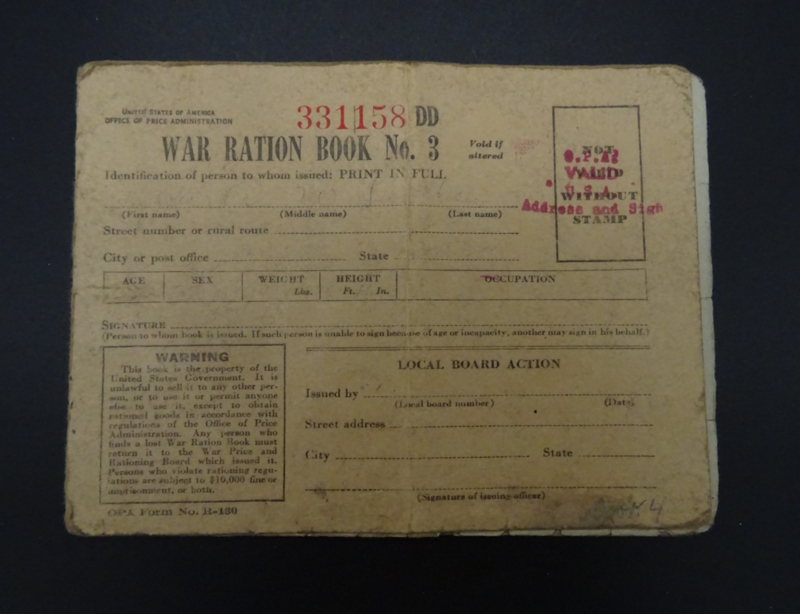 UNITED STATES OF AMERICA
OFFICE OF PRICE ADMINISTRATION
331158 DD
WAR RATION BOOK No. 3
Void if
altered
NOT
VALID
WITHOUT
STAMP
O.P.A.
VALID
U.S.A.
Address and Sign
Identification of person to whom issued: PRINT IN FULL
(First name) (Middle name) (Last name)
Street number or rural route
City or post office State
AGE SEX WEIGHT HEIGHT OCCUPATION
Lbs. Ft. In.
SIGNATURE
(Person to whom book is issued. If such person is unable to sign because of age or incapacity, another may sign in his behalf.)
WARNING
This book is the property of the
United States Government. It is
unlawful to sell it to any other per-
son, or to use it or permit anyone
else to use it, except to obtain
rationed goods in accordance with
regulations of the Office of Price
Administration. Any person who
finds a lost War Ration Book must
return it to the War Price and
Rationing Board which issued it.
Persons who violate rationing regu-
lations are subject to $10,000 fine or
imprisonment, or both.
LOCAL BOARD ACTION
Issued by
(Local board number) (Date)
Street address
City State
(Signature of issuing officer)
OPA Form No. R-130